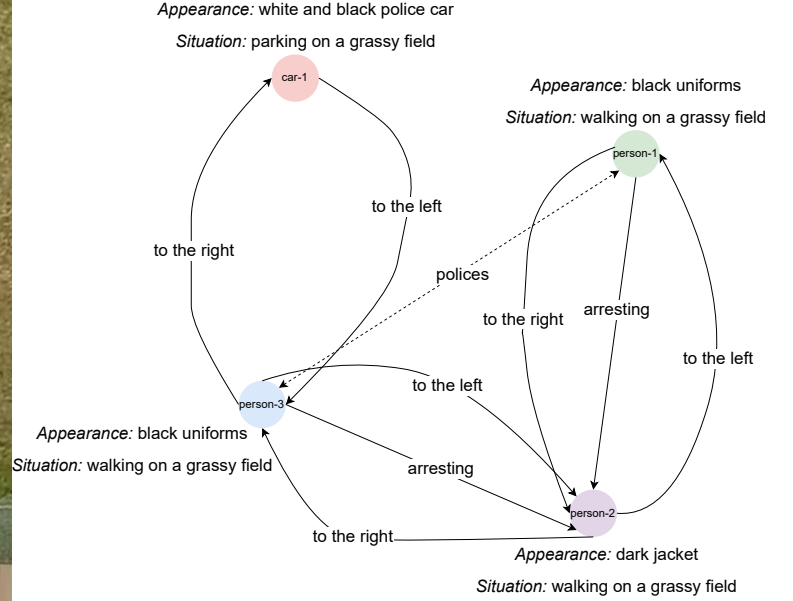 Appearance: white and black police car
Situation: parking on a grassy field
car-1
Appearance: black uniforms
Situation: walking on a grassy field
person-1
to the left
to the right
polices
arresting
to the right
to the left
to the left
person-3
Appearance: black uniforms
Situation: walking on a grassy field
arresting
person-2
to the right
Appearance: dark jacket
Situation: walking on a grassy field